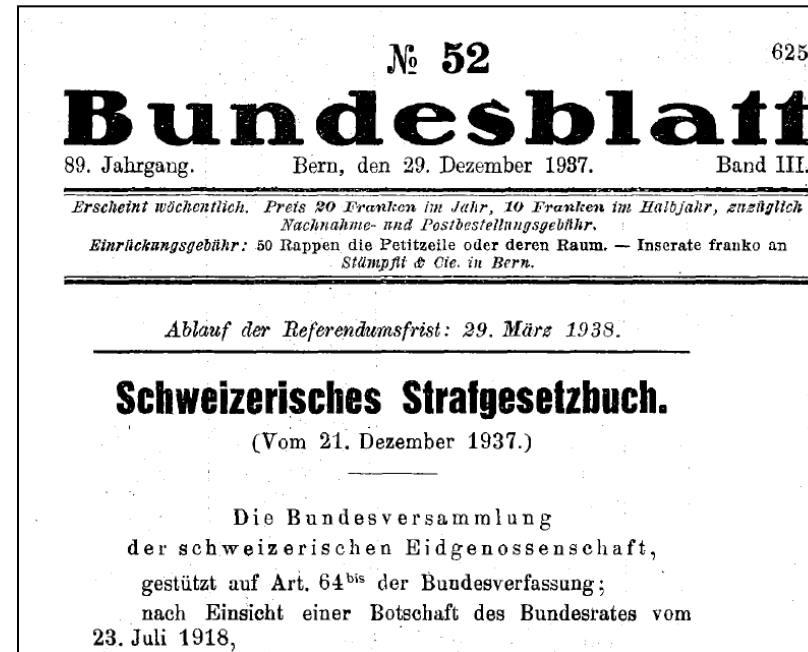 № 52
625
Bundesblatt
89. Jahrgang. Bern, den 29. Dezember 1937. Band III.
Erscheint wöchentlich. Preis 20 Franken im Jahr, 10 Franken im Halbjahr, zuzüglich
Nachnahme- und Postbestellungsgebühr.
Einrückungsgebühr: 50 Rappen die Petitzeile oder deren Raum. — Inserate franko an
Stämpfli & Cie. in Bern.
Ablauf der Referendumsfrist: 29. März 1938.
Schweizerisches Strafgesetzbuch.
(Vom 21. Dezember 1937.)
Die Bundesversammlung
der schweizerischen Eidgenossenschaft,
gestützt auf Art. 64bis der Bundesverfassung;
nach Einsicht einer Botschaft des Bundesrates vom
23. Juli 1918,